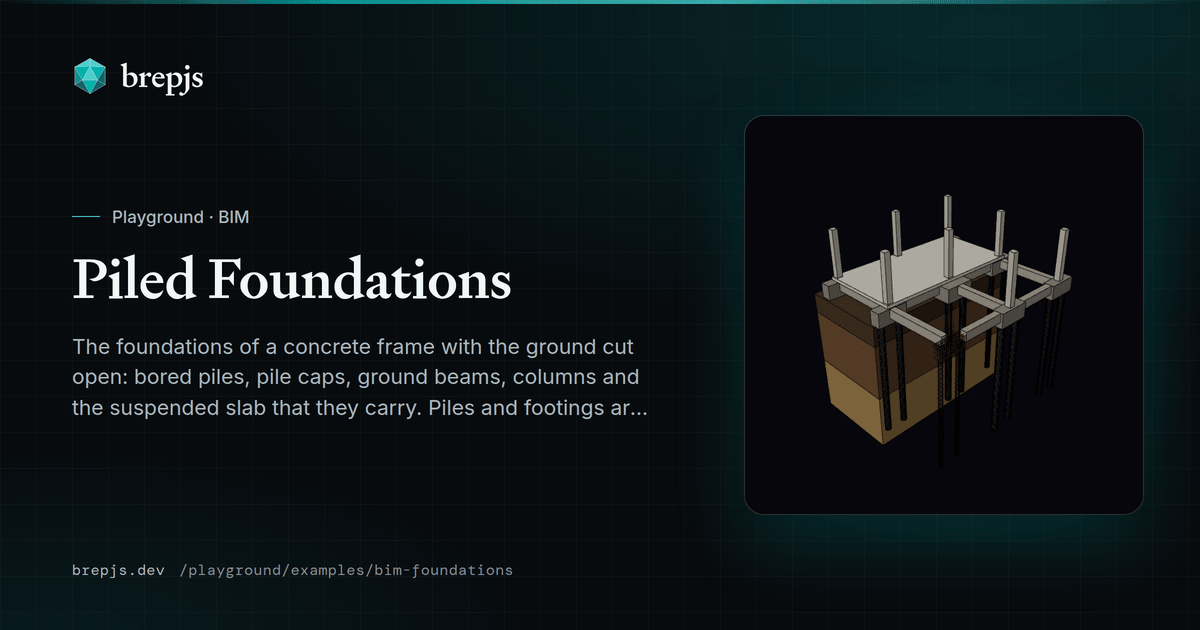 brepjs
Playground · BIM
Piled Foundations
The foundations of a concrete frame with the ground cut
open: bored piles, pile caps, ground beams, columns and
the suspended slab that they carry. Piles and footings ar...
brepjs.dev /playground/examples/bim-foundations